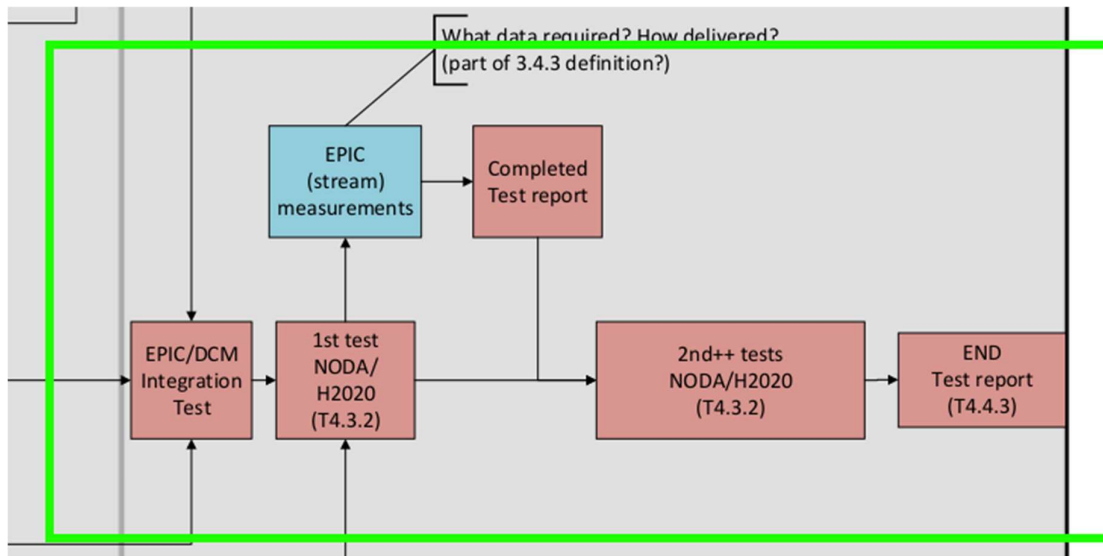 What data required? How delivered?
(part of 3.4.3 definition?)
EPIC
(stream)
measurements
Completed
Test report
EPIC/DCM
Integration
Test
1st test
NODA/
H2020
(T4.3.2)
2nd++ tests
NODA/H2020
(T4.3.2)
END
Test report
(T4.4.3)